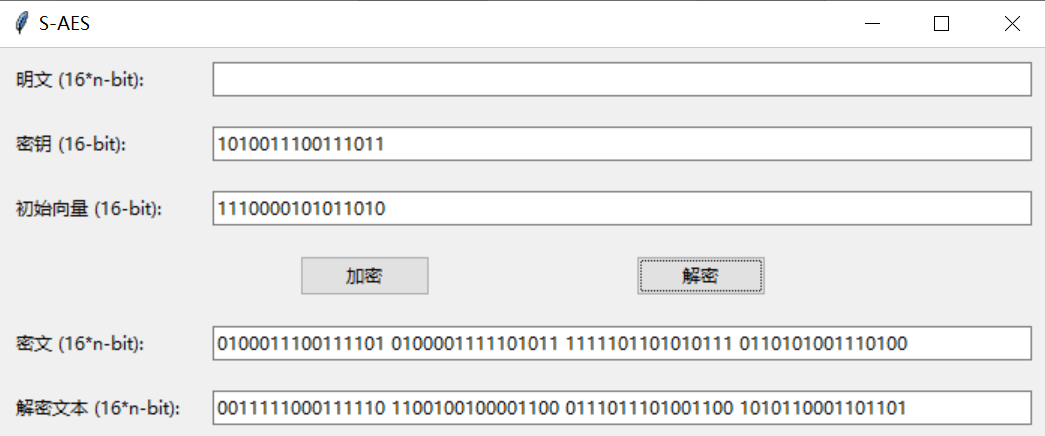 S-AES
明文 (16*n-bit):
密钥 (16-bit): 1010011100111011
初始向量 (16-bit): 1110000101011010
加密 解密
密文 (16*n-bit): 0100011100111101 0100001111101011 1111101101010111 0110101001110100
解密文本 (16*n-bit): 0011111000111110 1100100100001100 0111011101001100 1010110001101101